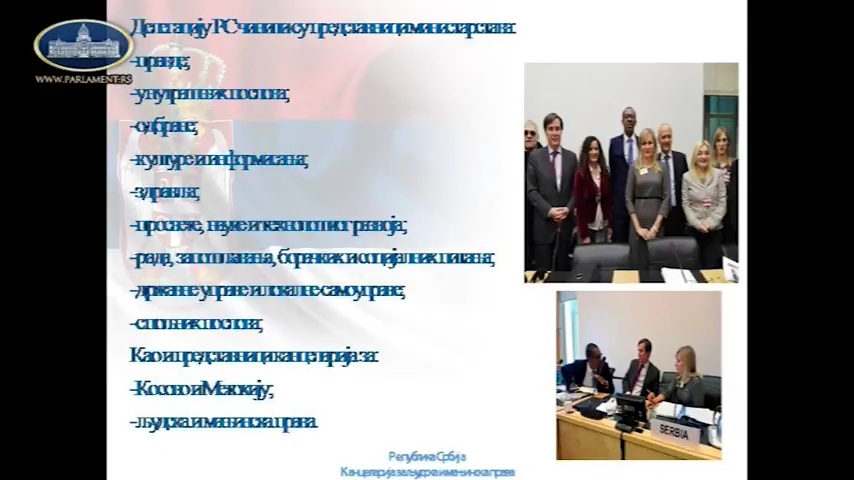 Делегацију РС чинили су представници министарстава:
-правде;
-унутрашњих послова;
-одбране;
-културе и информисања;
-здравља;
-просвете, науке и технолошког развоја;
-рада, запошљавања, борачких и социјалних питања;
-државне управе и локалне самоуправе;
-спољних послова;
Као и представници канцеларија за:
-Косово и Метохију;
-људска и мањинска права.
SERBIA
Република Србија
Канцеларија за људска и мањинска права
WWW.PARLAMENT.RS